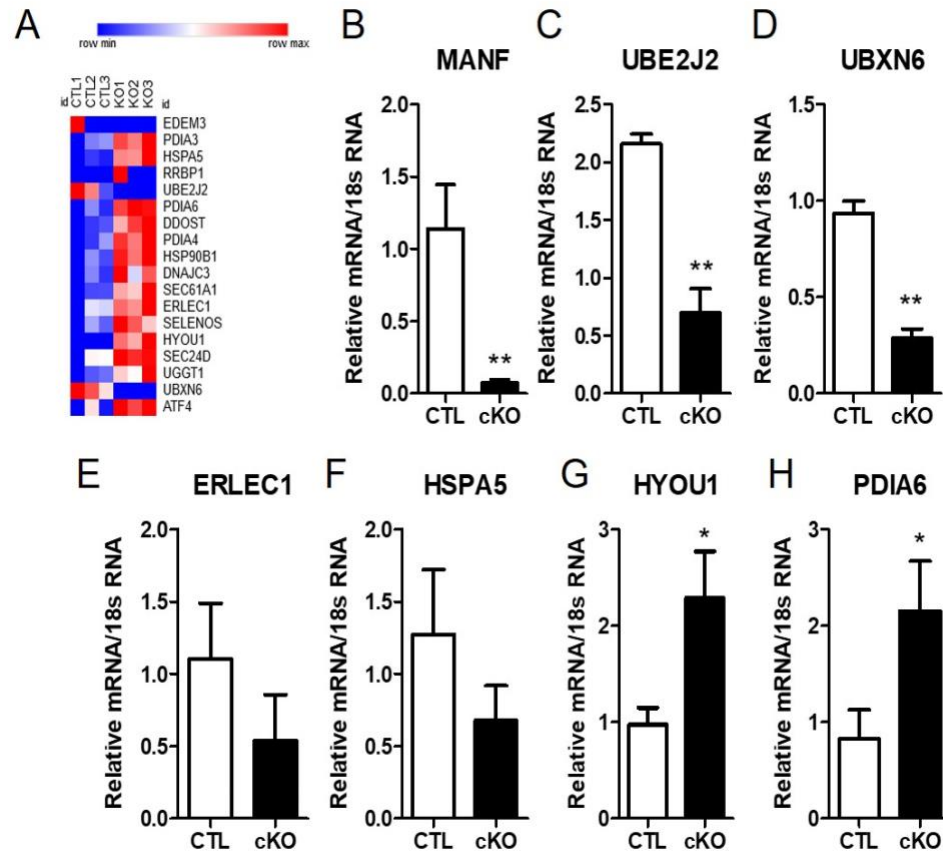 A
row min row max
id CTL1 CTL2 CTL3 KO1 KO2 KO3 id
EDEM3
PDIA3
HSPA5
RRBP1
UBE2J2
PDIA6
DDOST
PDIA4
HSP90B1
DNAJC3
SEC61A1
ERLEC1
SELENOS
HYOU1
SEC24D
UGGT1
UBXN6
ATF4
B
MANF
Relative mRNA/18s RNA
2.0
1.5
1.0
0.5
0.0
**
CTL cKO
C
UBE2J2
Relative mRNA/18s RNA
2.5
2.0
1.5
1.0
0.5
0.0
**
CTL cKO
D
UBXN6
Relative mRNA/18s RNA
1.5
1.0
0.5
0.0
**
CTL cKO
E
ERLEC1
Relative mRNA/18s RNA
2.0
1.5
1.0
0.5
0.0
CTL cKO
F
HSPA5
Relative mRNA/18s RNA
2.0
1.5
1.0
0.5
0.0
CTL cKO
G
HYOU1
Relative mRNA/18s RNA
3
2
1
0
*
CTL cKO
H
PDIA6
Relative mRNA/18s RNA
3
2
1
0
*
CTL cKO